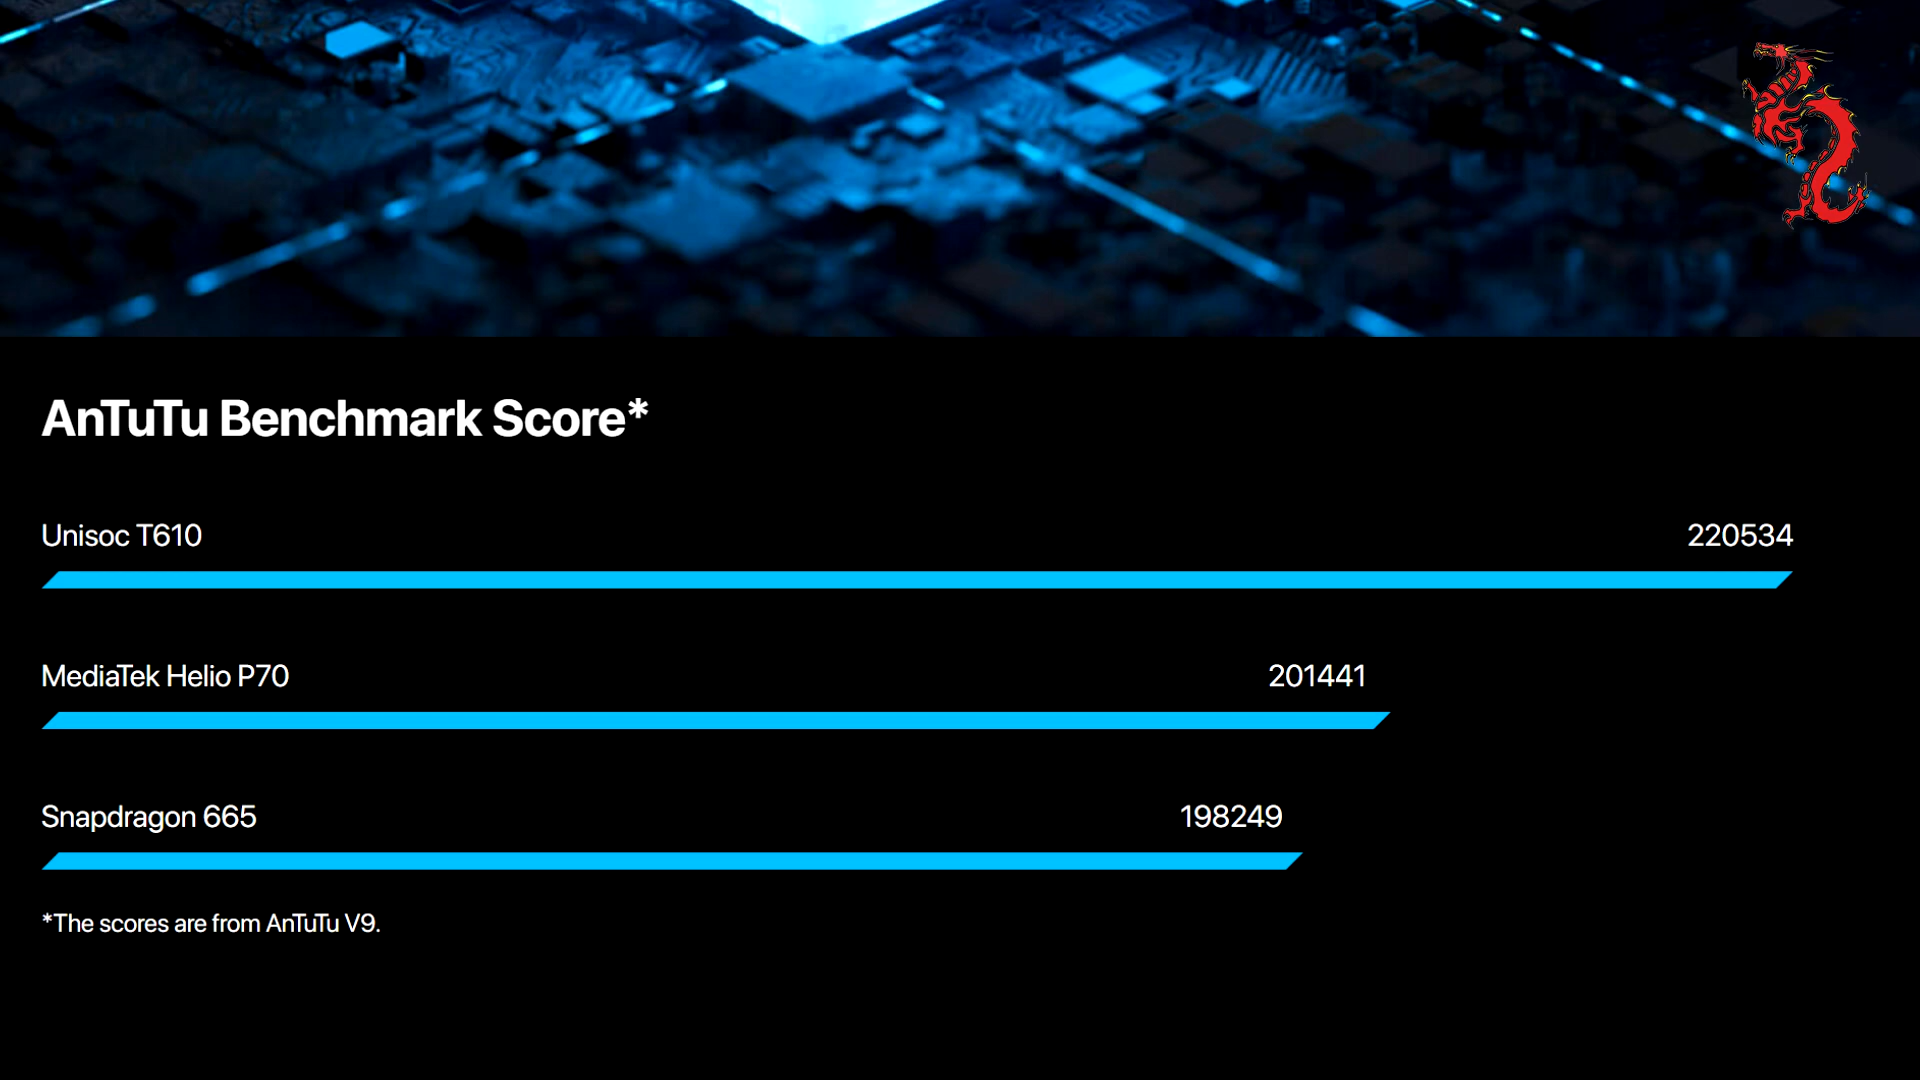 AnTuTu Benchmark Score*
Unisoc T610 220534
MediaTek Helio P70 201441
Snapdragon 665 198249
*The scores are from AnTuTu V9.